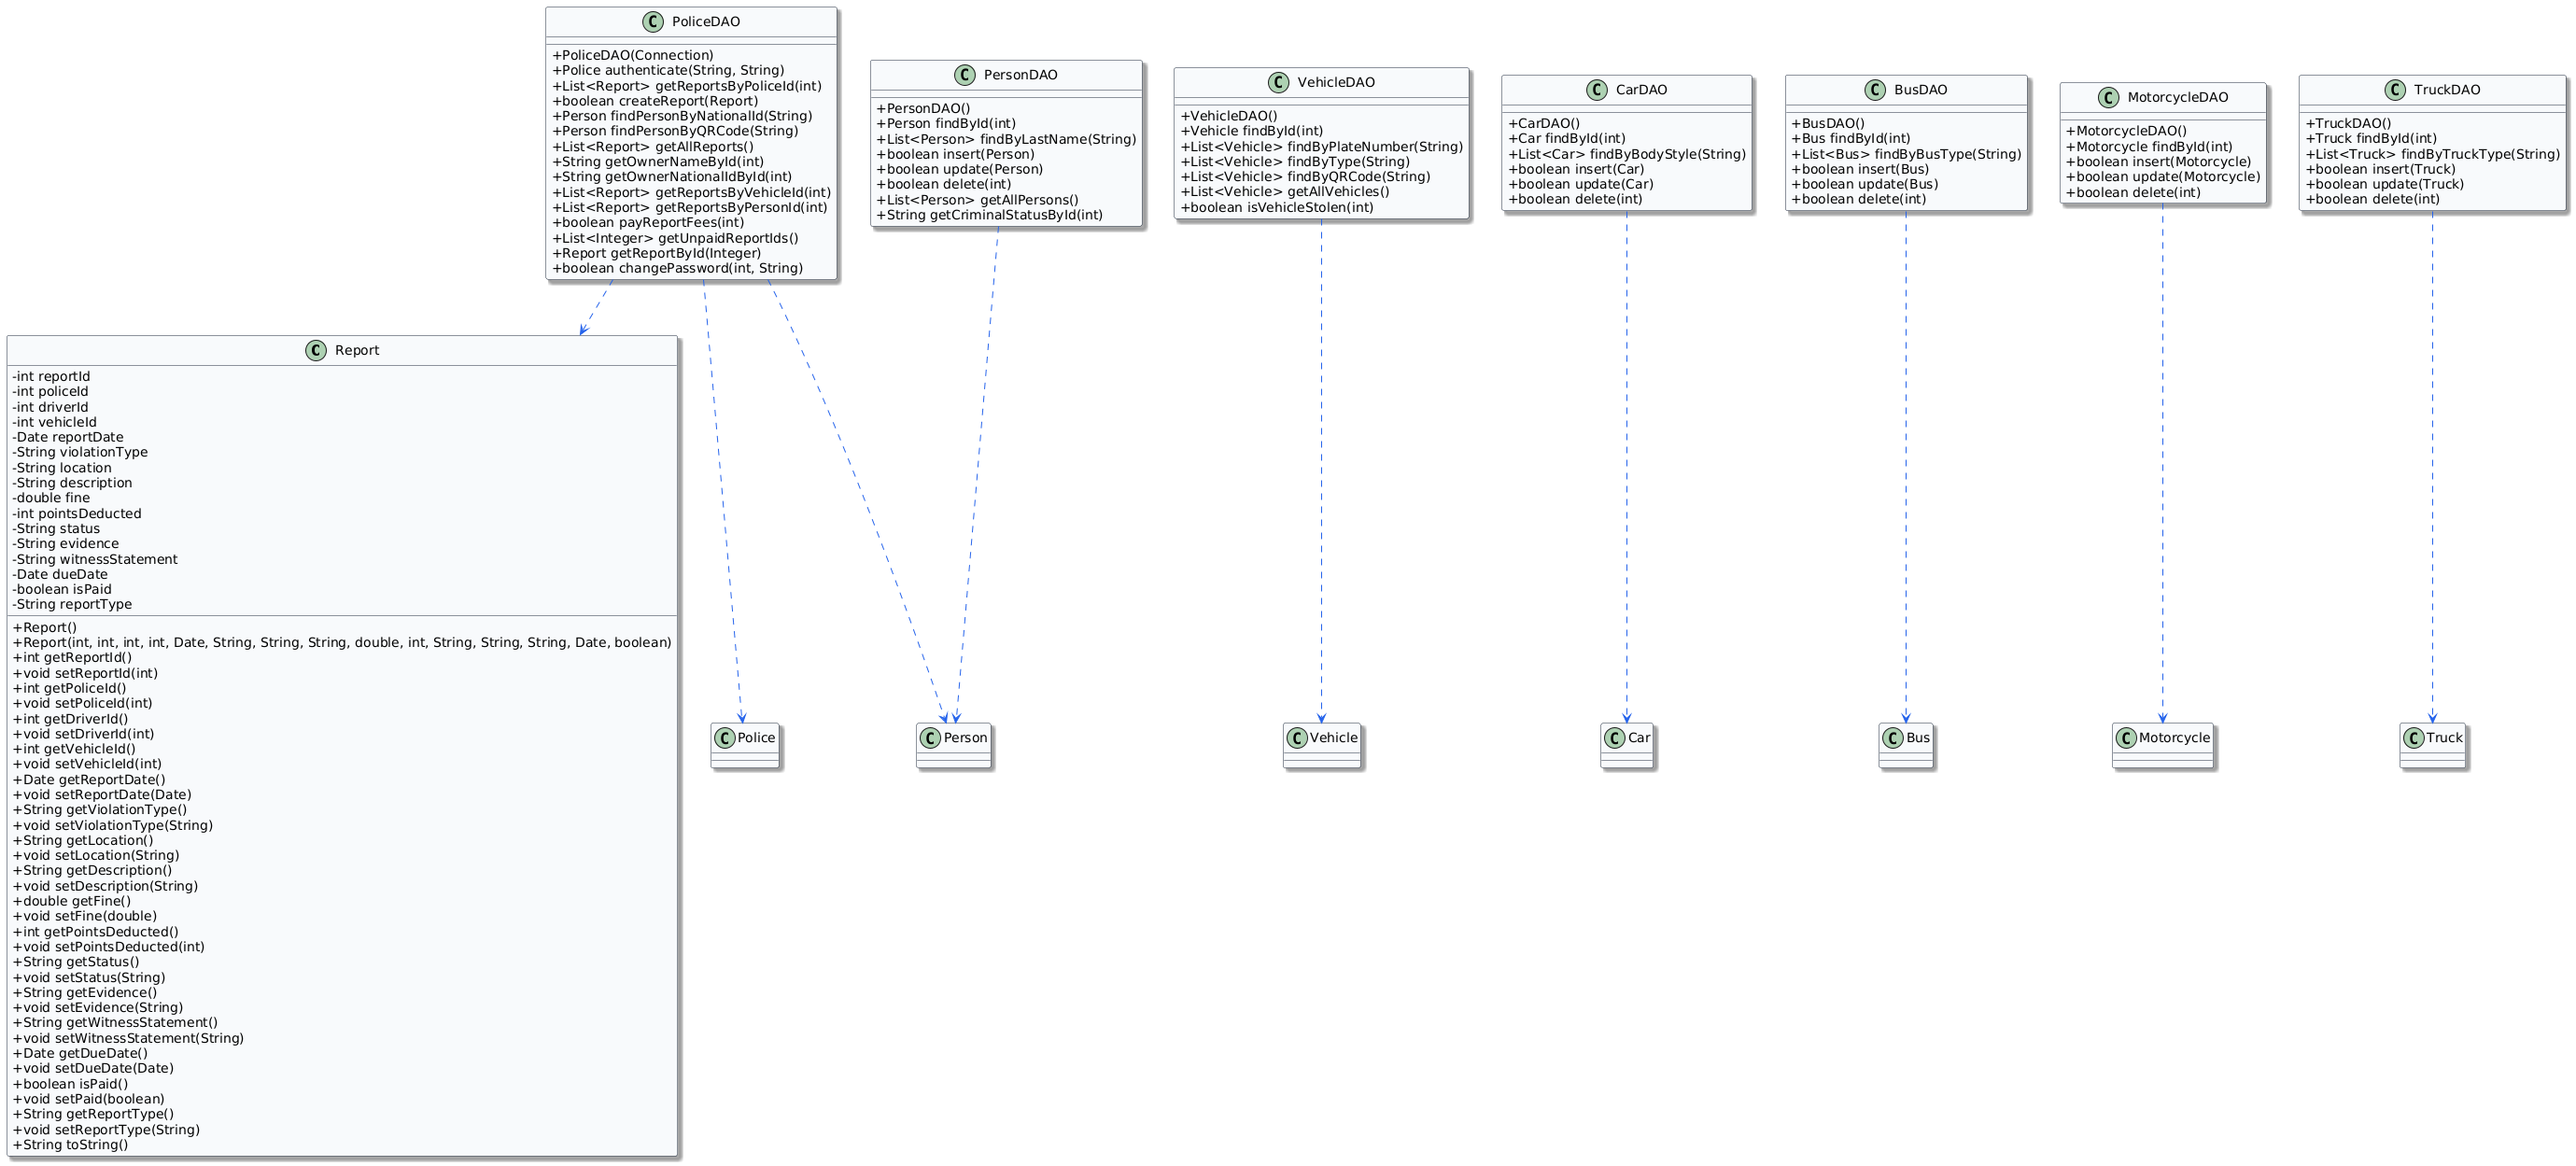 C PoliceDAO
+PoliceDAO(Connection)
+Police authenticate(String, String)
+List<Report> getReportsByPoliceId(int)
+boolean createReport(Report)
+Person findPersonByNationalId(String)
+Person findPersonByQRCode(String)
+List<Report> getAllReports()
+String getOwnerNameById(int)
+String getOwnerNationalIdById(int)
+List<Report> getReportsByVehicleId(int)
+List<Report> getReportsByPersonId(int)
+boolean payReportFees(int)
+List<Integer> getUnpaidReportIds()
+Report getReportById(Integer)
+boolean changePassword(int, String)
C PersonDAO
+PersonDAO()
+Person findById(int)
+List<Person> findByLastName(String)
+boolean insert(Person)
+boolean update(Person)
+boolean delete(int)
+List<Person> getAllPersons()
+String getCriminalStatusById(int)
C VehicleDAO
+VehicleDAO()
+Vehicle findById(int)
+List<Vehicle> findByPlateNumber(String)
+List<Vehicle> findByType(String)
+List<Vehicle> findByQRCode(String)
+List<Vehicle> getAllVehicles()
+boolean isVehicleStolen(int)
C CarDAO
+CarDAO()
+Car findById(int)
+List<Car> findByBodyStyle(String)
+boolean insert(Car)
+boolean update(Car)
+boolean delete(int)
C BusDAO
+BusDAO()
+Bus findById(int)
+List<Bus> findByBusType(String)
+boolean insert(Bus)
+boolean update(Bus)
+boolean delete(int)
C MotorcycleDAO
+MotorcycleDAO()
+Motorcycle findById(int)
+boolean insert(Motorcycle)
+boolean update(Motorcycle)
+boolean delete(int)
C TruckDAO
+TruckDAO()
+Truck findById(int)
+List<Truck> findByTruckType(String)
+boolean insert(Truck)
+boolean update(Truck)
+boolean delete(int)
C Report
-int reportId
-int policeId
-int driverId
-int vehicleId
-Date reportDate
-String violationType
-String location
-String description
-double fine
-int pointsDeducted
-String status
-String evidence
-String witnessStatement
-Date dueDate
-boolean isPaid
-String reportType
+Report()
+Report(int, int, int, int, Date, String, String, String, double, int, String, String, String, Date, boolean)
+int getReportId()
+void setReportId(int)
+int getPoliceId()
+void setPoliceId(int)
+int getDriverId()
+void setDriverId(int)
+int getVehicleId()
+void setVehicleId(int)
+Date getReportDate()
+void setReportDate(Date)
+String getViolationType()
+void setViolationType(String)
+String getLocation()
+void setLocation(String)
+String getDescription()
+void setDescription(String)
+double getFine()
+void setFine(double)
+int getPointsDeducted()
+void setPointsDeducted(int)
+String getStatus()
+void setStatus(String)
+String getEvidence()
+void setEvidence(String)
+String getWitnessStatement()
+void setWitnessStatement(String)
+Date getDueDate()
+void setDueDate(Date)
+boolean isPaid()
+void setPaid(boolean)
+String getReportType()
+void setReportType(String)
+String toString()
C Police
C Person
C Vehicle
C Car
C Bus
C Motorcycle
C Truck